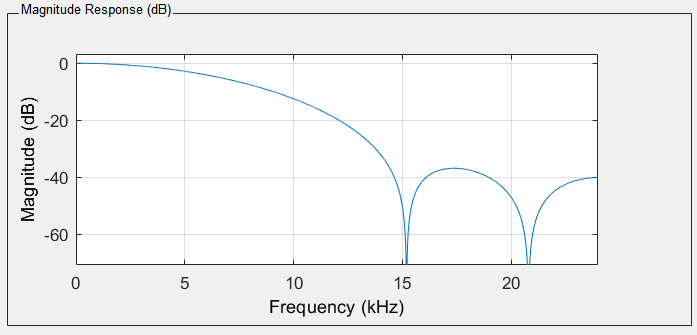 Magnitude Response (dB)
0
-20
-40
-60
Magnitude (dB)
0 5 10 15 20
Frequency (kHz)